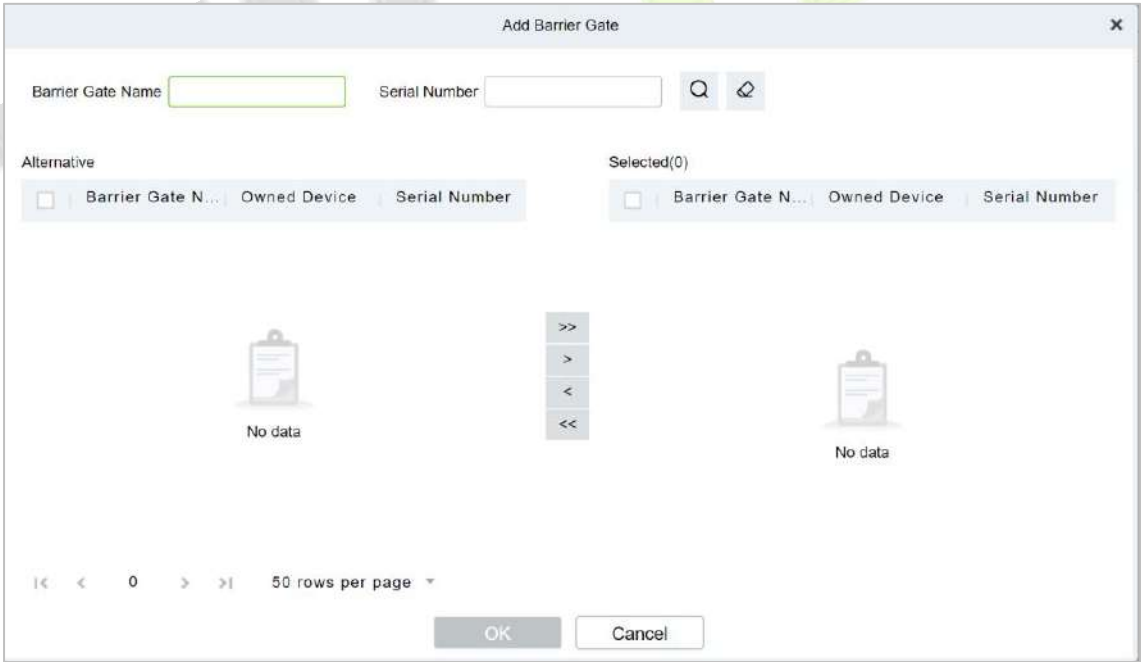 Add Barrier Gate ×
Barrier Gate Name Serial Number
Alternative Selected(0)
Barrier Gate N... Owned Device Serial Number Barrier Gate N... Owned Device Serial Number
>>
>
<
<<
No data
No data
|< < 0 > >| 50 rows per page
OK Cancel